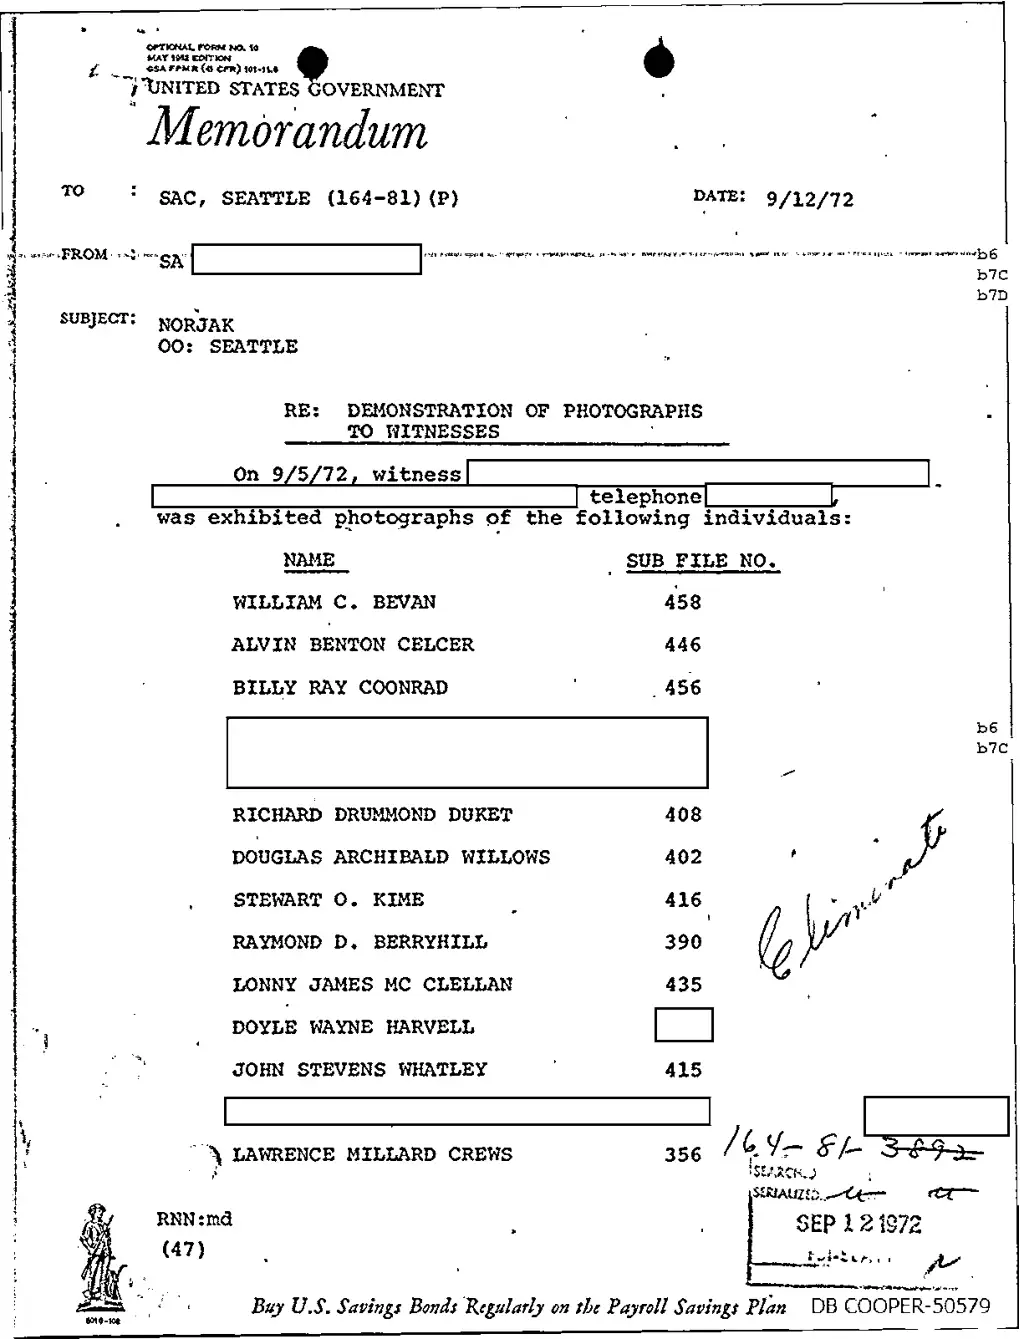 OPTIONAL FORM NO. 10
MAY 1962 EDITION
GSA FPMR (41 CFR) 101-11.6
UNITED STATES GOVERNMENT
Memorandum
TO : SAC, SEATTLE (164-81)(P) DATE: 9/12/72
FROM : SA b6
b7C
b7D
SUBJECT: NORJAK
OO: SEATTLE
RE: DEMONSTRATION OF PHOTOGRAPHS
TO WITNESSES
On 9/5/72, witness
telephone ,
was exhibited photographs of the following individuals:
NAME SUB FILE NO.
WILLIAM C. BEVAN 458
ALVIN BENTON CELCER 446
BILLY RAY COONRAD 456
b6
b7C
RICHARD DRUMMOND DUKET 408
DOUGLAS ARCHIBALD WILLOWS 402
STEWART O. KIME 416
RAYMOND D. BERRYHILL 390
LONNY JAMES MC CLELLAN 435
DOYLE WAYNE HARVELL
JOHN STEVENS WHATLEY 415
Eliminate
LAWRENCE MILLARD CREWS 356
164-81-3892
SERIALIZED
SEP 12 1972
RNN:md
(47)
5010-108
Buy U.S. Savings Bonds Regularly on the Payroll Savings Plan
DB COOPER-50579